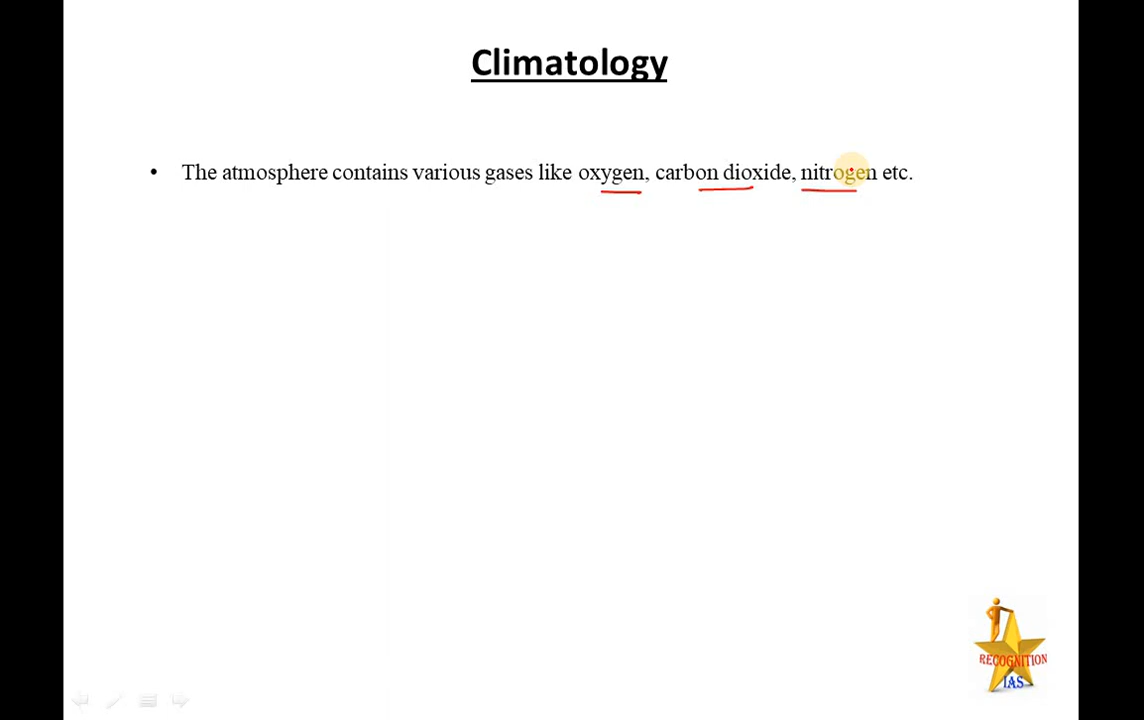 Climatology
• The atmosphere contains various gases like oxygen, carbon dioxide, nitrogen etc.
RECOGNITION
IAS